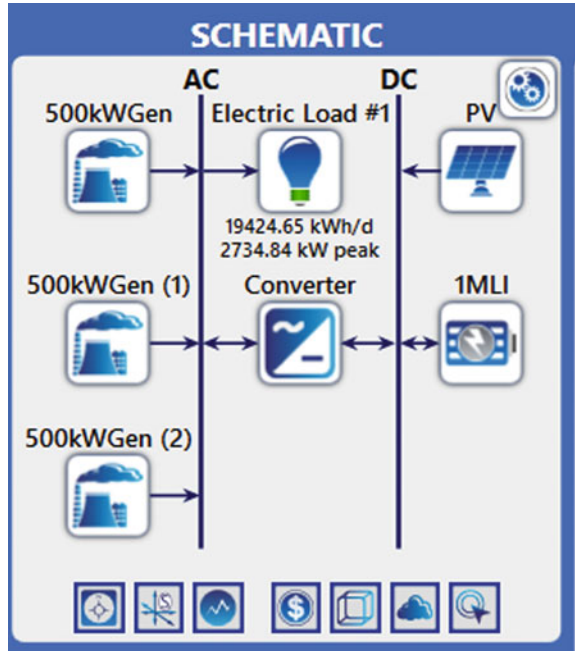 SCHEMATIC
AC
DC
500kWGen
Electric Load #1
PV
19424.65 kWh/d
2734.84 kW peak
500kWGen (1)
Converter
1MLI
500kWGen (2)
S
$